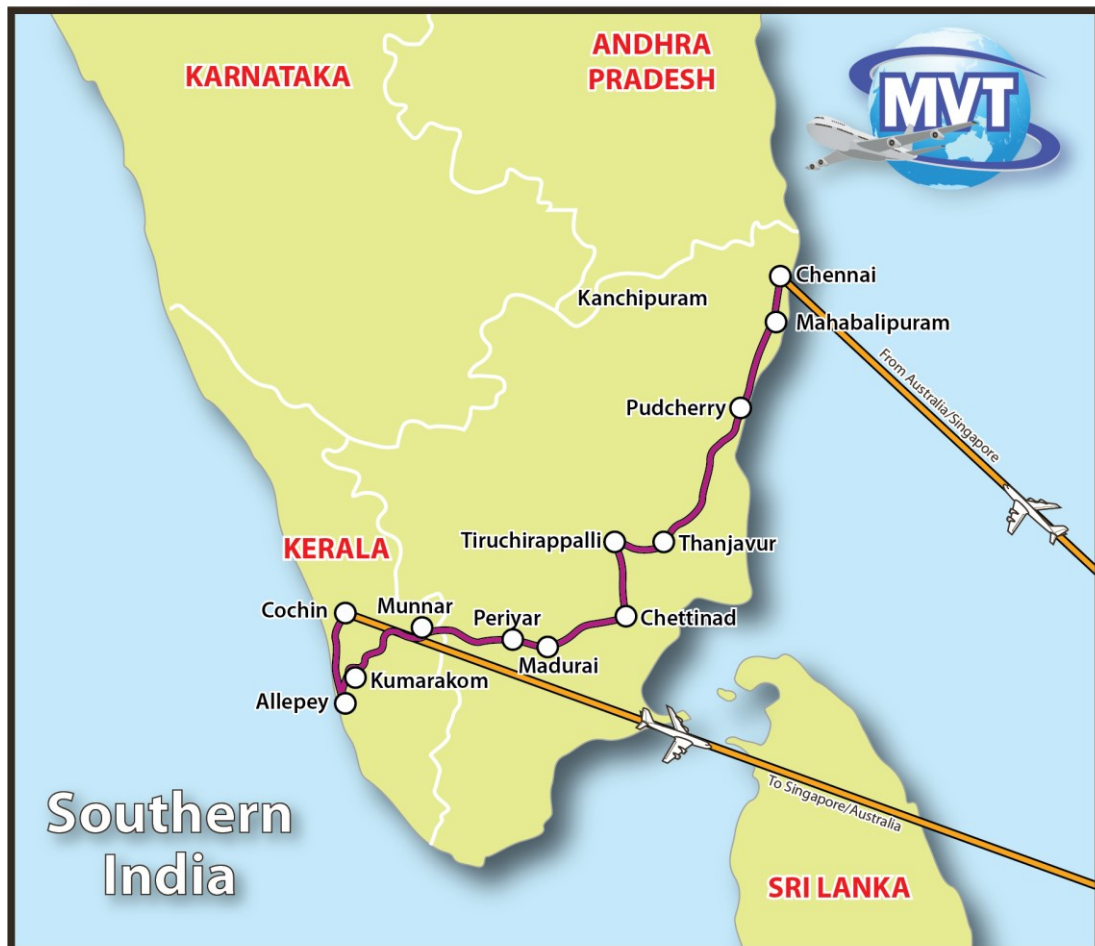 KARNATAKA
ANDHRA
PRADESH
MVT
Chennai
Kanchipuram
Mahabalipuram
From Australia/Singapore
Pudcherry
Tiruchirappalli
Thanjavur
KERALA
Cochin
Munnar
Periyar
Chettinad
Madurai
Kumarakom
Allepey
To Singapore/Australia
Southern
India
SRI LANKA